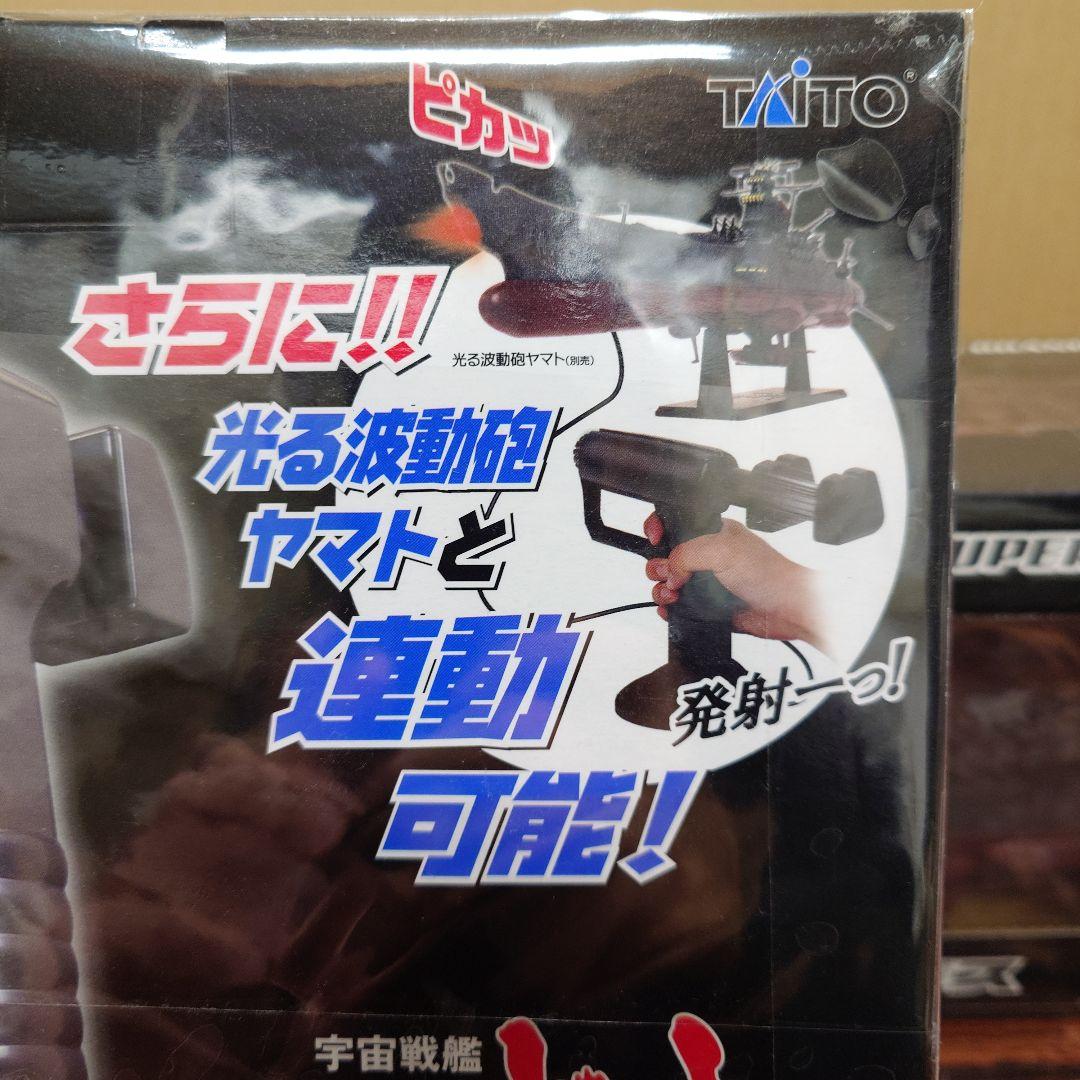 ピカッ
TAITO®
さらに!!
光る波動砲ヤマト(別売)
光る波動砲
ヤマトと
連動
可能!
発射ーっ!
宇宙戦艦